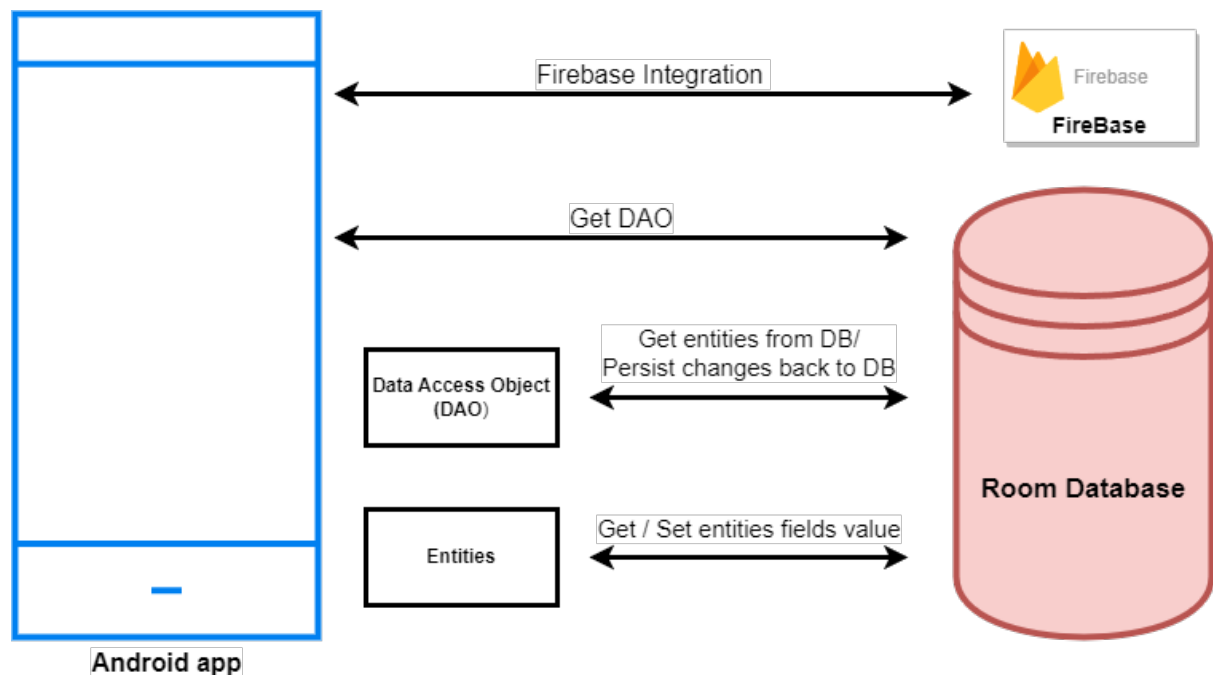 Firebase Integration
Firebase
FireBase
Get DAO
Get entities from DB/
Persist changes back to DB
Data Access Object
(DAO)
Room Database
Get / Set entities fields value
Entities
Android app